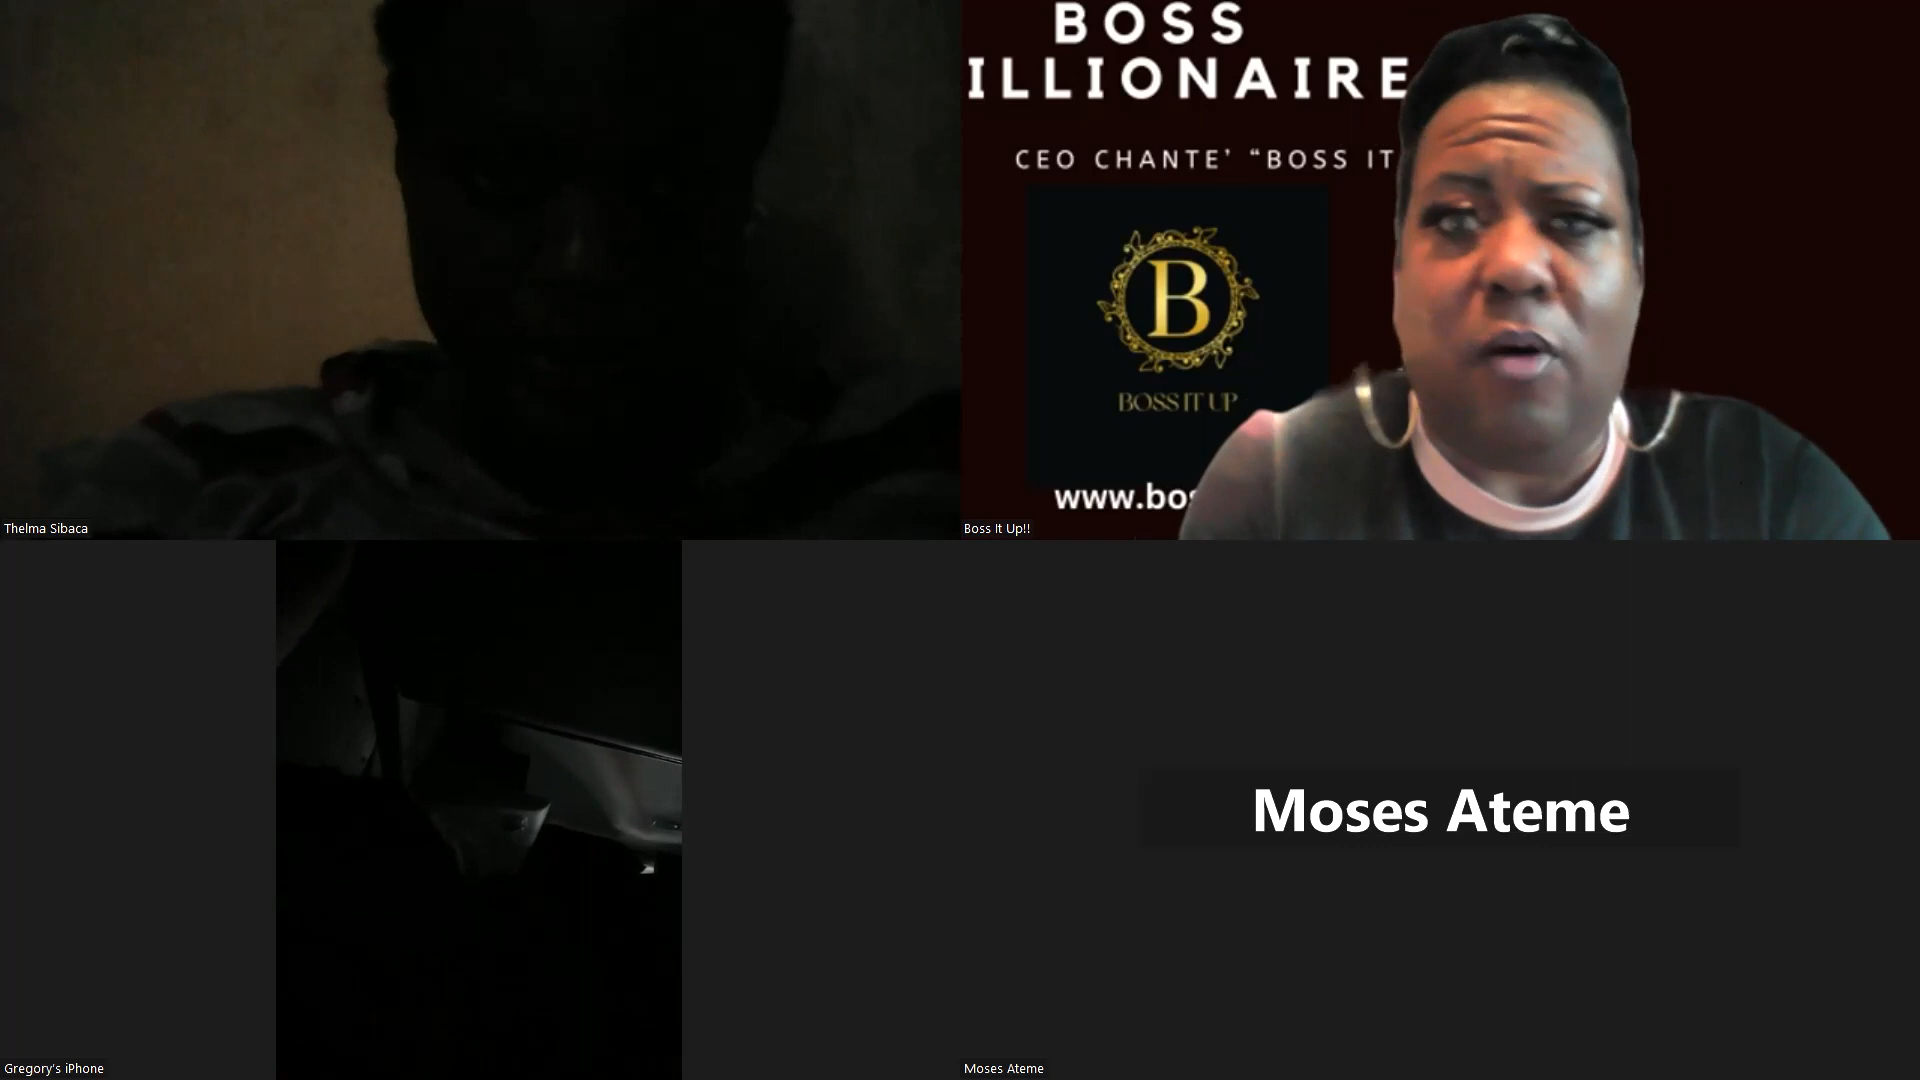 BOSS
ILLIONAIRE
CEO CHANTE' “BOSS IT
B
BOSS IT UP
www.bos
Thelma Sibaca
Boss It Up!!
Moses Ateme
Gregory's iPhone
Moses Ateme